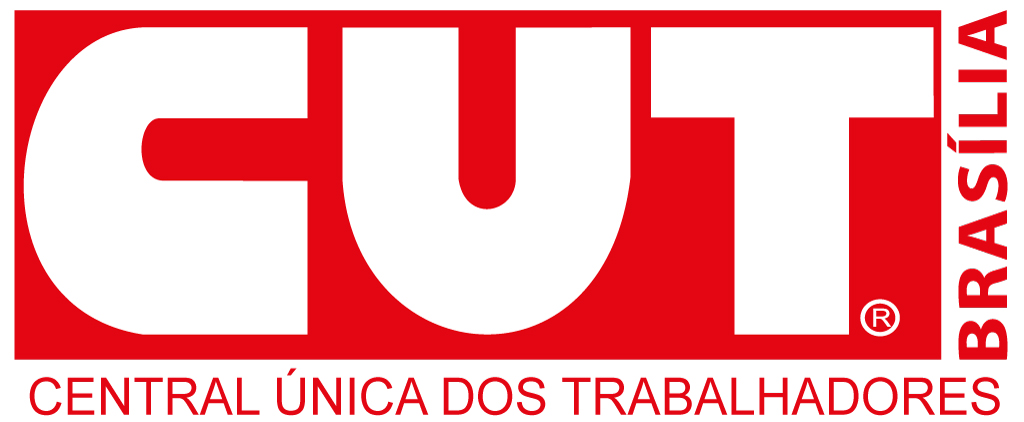 CUT®
BRASÍLIA
CENTRAL ÚNICA DOS TRABALHADORES